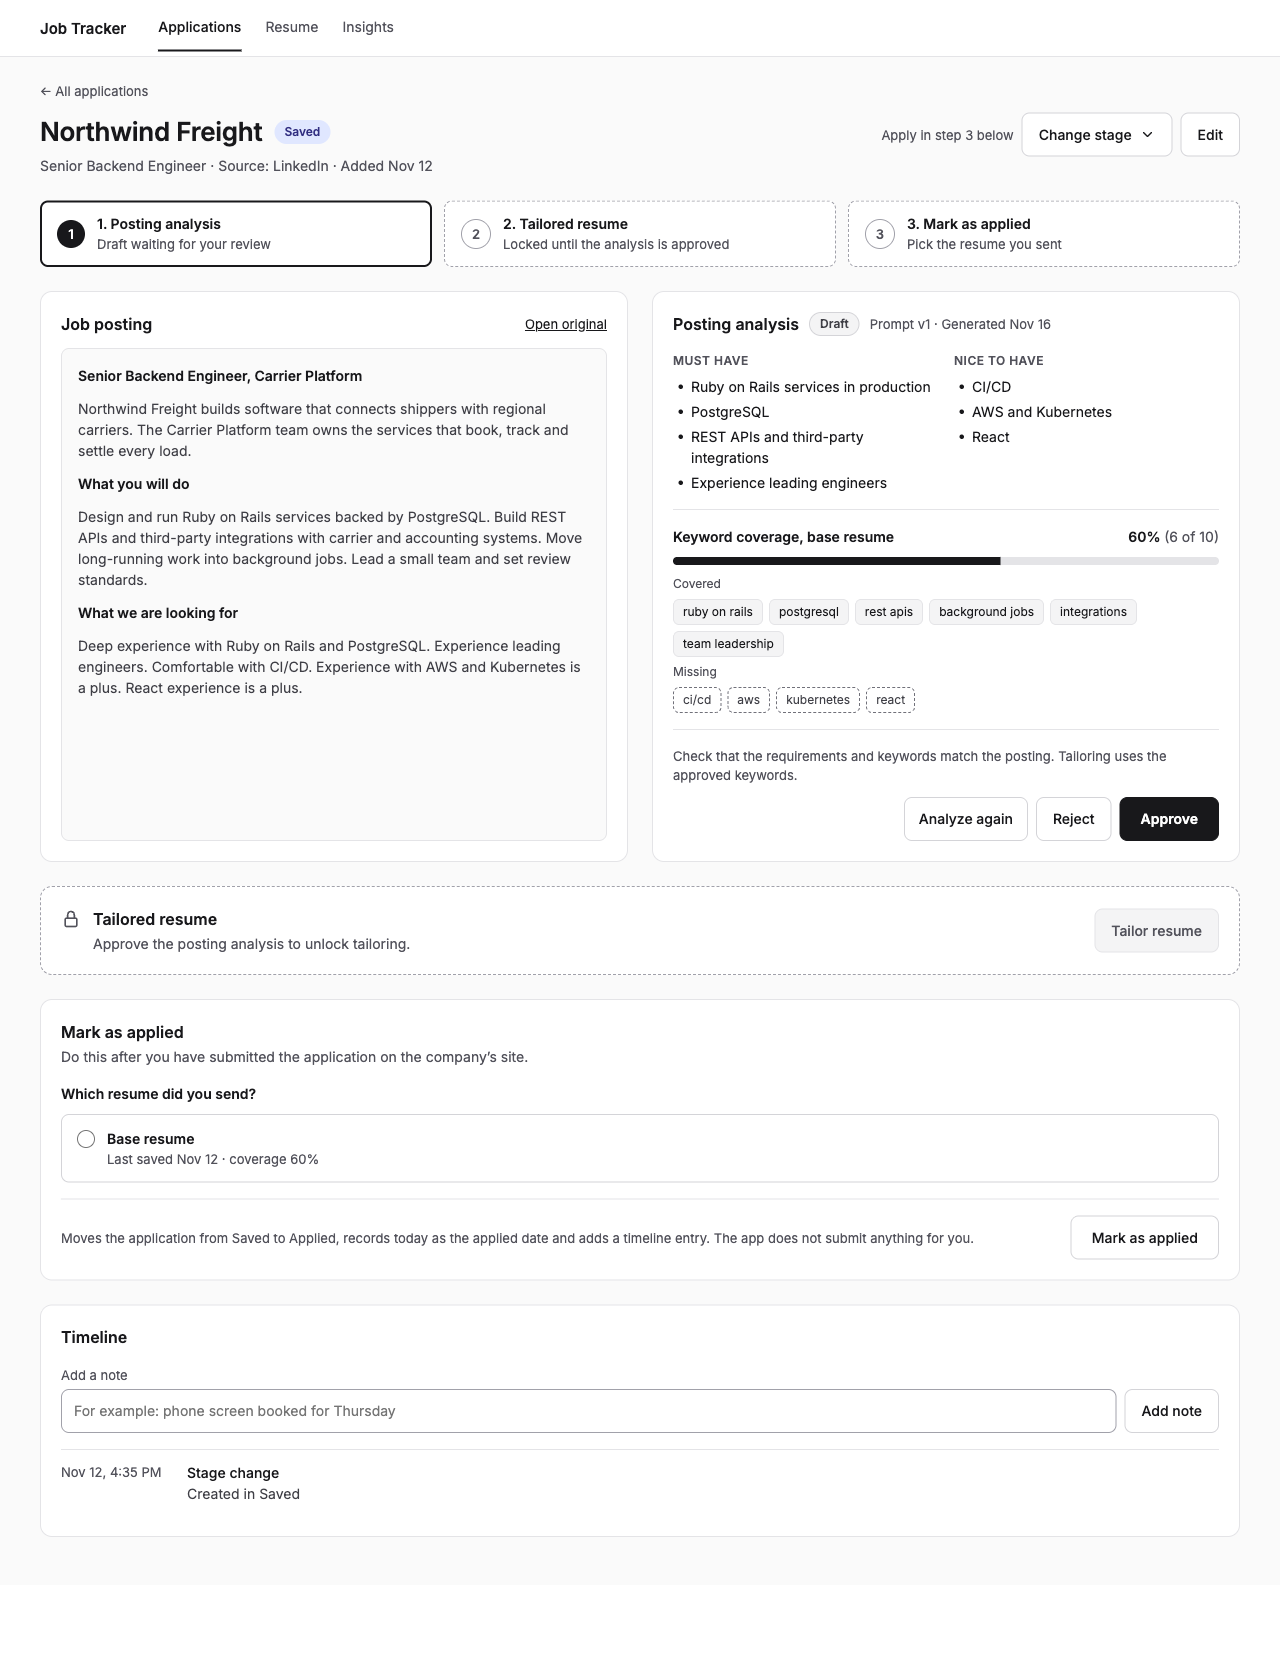 Job Tracker
Applications
Resume
Insights
← All applications
Northwind Freight
Saved
Senior Backend Engineer · Source: LinkedIn · Added Nov 12
Apply in step 3 below
Change stage
Edit
1
1. Posting analysis
Draft waiting for your review
2
2. Tailored resume
Locked until the analysis is approved
3
3. Mark as applied
Pick the resume you sent
Job posting
Open original
Senior Backend Engineer, Carrier Platform
Northwind Freight builds software that connects shippers with regional
carriers. The Carrier Platform team owns the services that book, track and
settle every load.
What you will do
Design and run Ruby on Rails services backed by PostgreSQL. Build REST
APIs and third-party integrations with carrier and accounting systems. Move
long-running work into background jobs. Lead a small team and set review
standards.
What we are looking for
Deep experience with Ruby on Rails and PostgreSQL. Experience leading
engineers. Comfortable with CI/CD. Experience with AWS and Kubernetes is
a plus. React experience is a plus.
Posting analysis
Draft
Prompt v1 · Generated Nov 16
MUST HAVE
• Ruby on Rails services in production
• PostgreSQL
• REST APIs and third-party
integrations
• Experience leading engineers
NICE TO HAVE
• CI/CD
• AWS and Kubernetes
• React
Keyword coverage, base resume
60% (6 of 10)
Covered
ruby on rails
postgresql
rest apis
background jobs
integrations
team leadership
Missing
ci/cd
aws
kubernetes
react
Check that the requirements and keywords match the posting. Tailoring uses the
approved keywords.
Analyze again
Reject
Approve
Tailored resume
Approve the posting analysis to unlock tailoring.
Tailor resume
Mark as applied
Do this after you have submitted the application on the company’s site.
Which resume did you send?
Base resume
Last saved Nov 12 · coverage 60%
Moves the application from Saved to Applied, records today as the applied date and adds a timeline entry. The app does not submit anything for you.
Mark as applied
Timeline
Add a note
For example: phone screen booked for Thursday
Add note
Nov 12, 4:35 PM
Stage change
Created in Saved